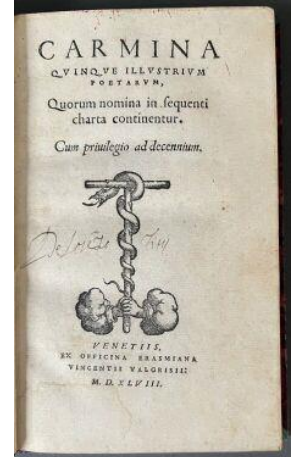 CARMINA
QVINQVE ILLVSTRIVM
POETARVM,
Quorum nomina in sequenti
charta continentur.
Cum priuilegio ad decennium.
VENETIIS,
EX OFFICINA ERASMIANA
VINCENTII VALGRISII:
M. D. XLVIII.